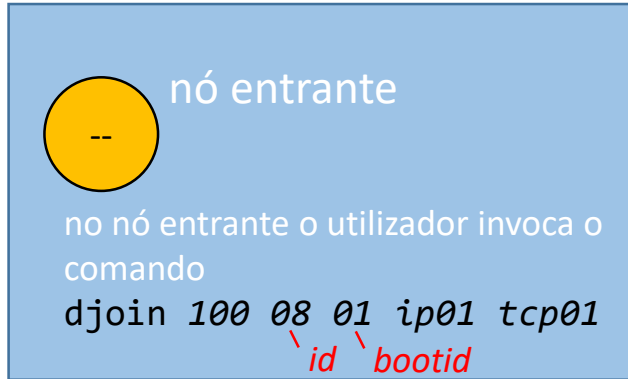 nó entrante
--
no nó entrante o utilizador invoca o
comando
djoin 100 08 01 ip01 tcp01
id bootid